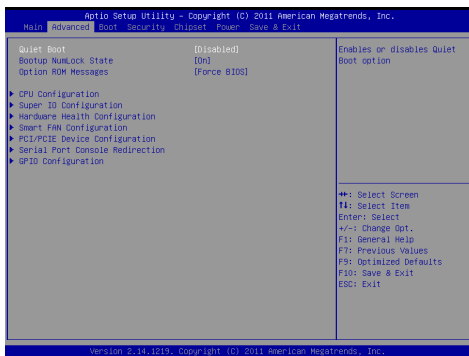 Aptio Setup Utility – Copyright (C) 2011 American Megatrends, Inc.
Main Advanced Boot Security Chipset Power Save & Exit
Quiet Boot [Disabled]
Bootup NumLock State [On]
Option ROM Messages [Force BIOS]
CPU Configuration
Super IO Configuration
Hardware Health Configuration
Smart FAN Configuration
PCI/PCIE Device Configuration
Serial Port Console Redirection
GPIO Configuration
Enables or disables Quiet
Boot option
→←: Select Screen
↑↓: Select Item
Enter: Select
+/-: Change Opt.
F1: General Help
F7: Previous Values
F9: Optimized Defaults
F10: Save & Exit
ESC: Exit
Version 2.14.1219. Copyright (C) 2011 American Megatrends, Inc.